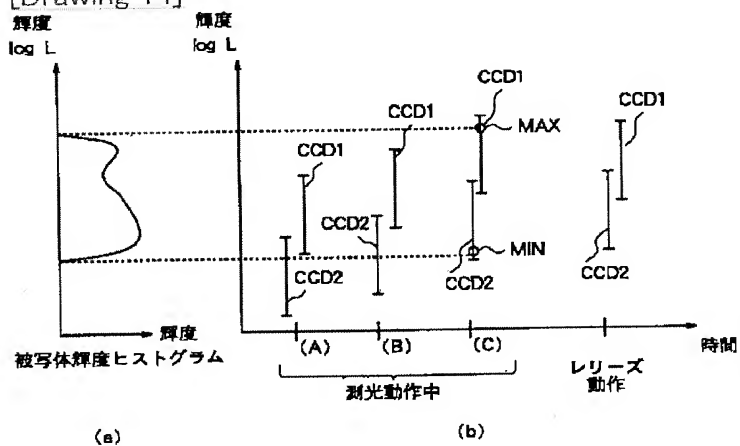 [Drawing 14]
輝度
log L
輝度
log L
CCD1
CCD1
CCD1
MAX
CCD1
CCD2
CCD2
CCD2
MIN
CCD2
輝度
被写体輝度ヒストグラム
(A)
(B)
(C)
時間
測光動作中
レリーズ
動作
(a)
(b)